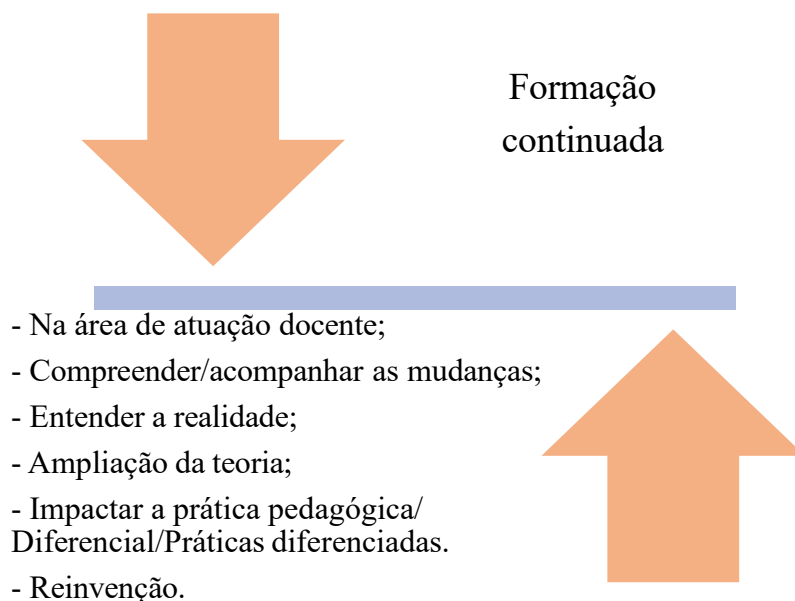 Formação
continuada
- Na área de atuação docente;
- Compreender/acompanhar as mudanças;
- Entender a realidade;
- Ampliação da teoria;
- Impactar a prática pedagógica/
Diferencial/Práticas diferenciadas.
- Reinvenção.